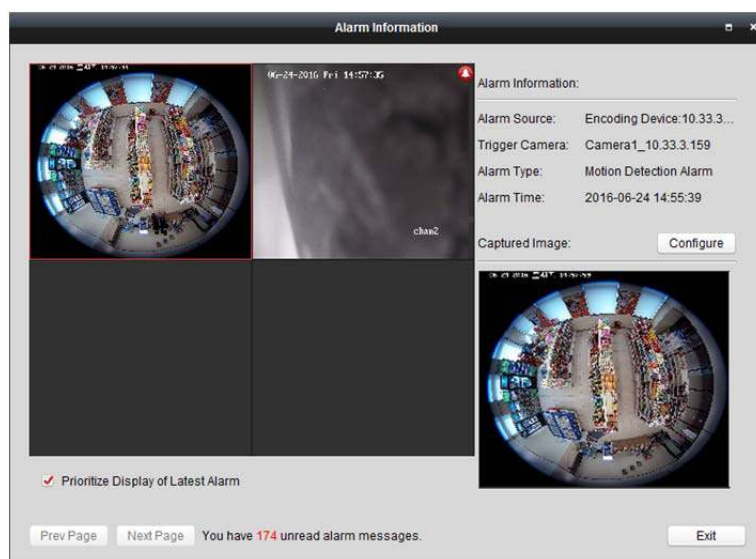 Alarm Information
06-24-2016 Fri 14:57:35
chan2
Alarm Information:
Alarm Source: Encoding Device:10.33.3...
Trigger Camera: Camera1_10.33.3.159
Alarm Type: Motion Detection Alarm
Alarm Time: 2016-06-24 14:55:39
Captured Image: Configure
Prioritize Display of Latest Alarm
Prev Page Next Page You have 174 unread alarm messages. Exit